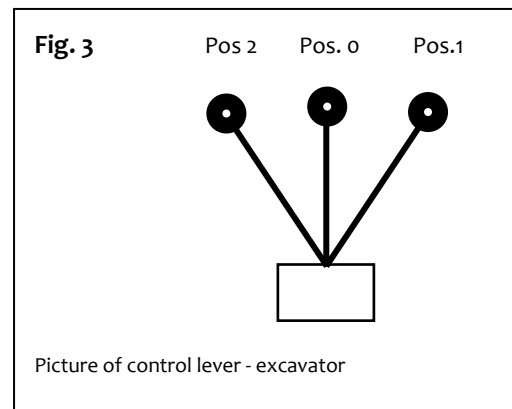 Fig. 3 Pos 2 Pos. 0 Pos.1
Picture of control lever - excavator